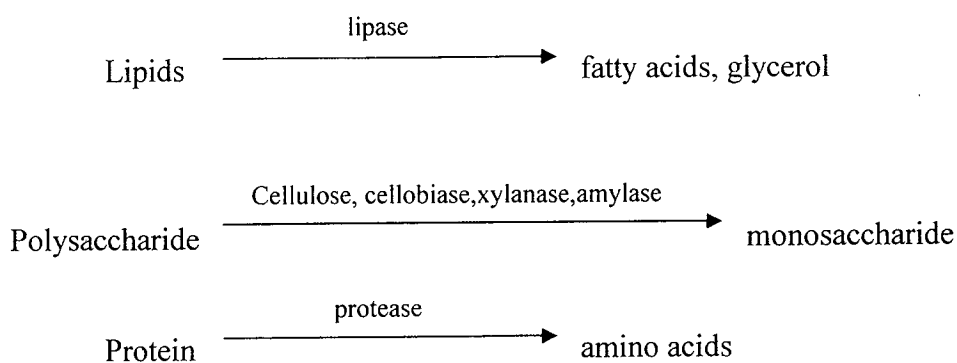 lipase
Lipids fatty acids, glycerol
Cellulose, cellobiase,xylanase,amylase
Polysaccharide monosaccharide
protease
Protein amino acids